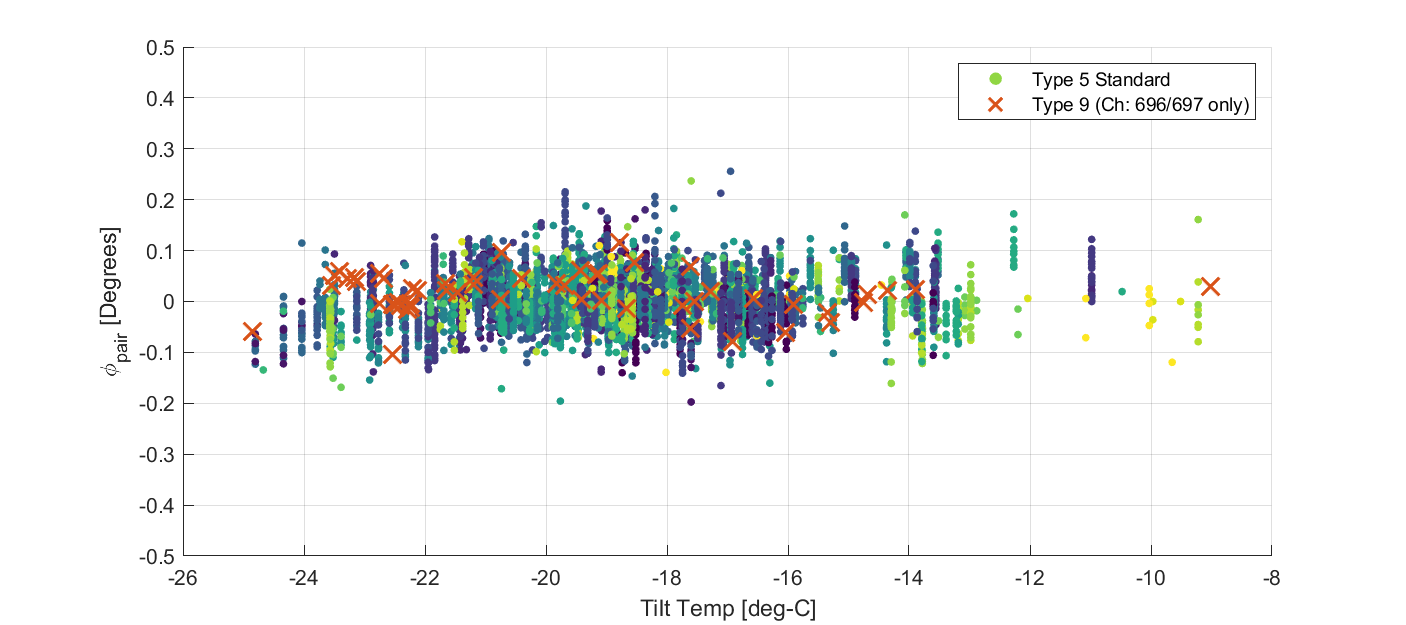 0.5
0.4
0.3
0.2
0.1
0
-0.1
-0.2
-0.3
-0.4
-0.5
ϕpair [Degrees]
Type 5 Standard
Type 9 (Ch: 696/697 only)
-26 -24 -22 -20 -18 -16 -14 -12 -10 -8
Tilt Temp [deg-C]